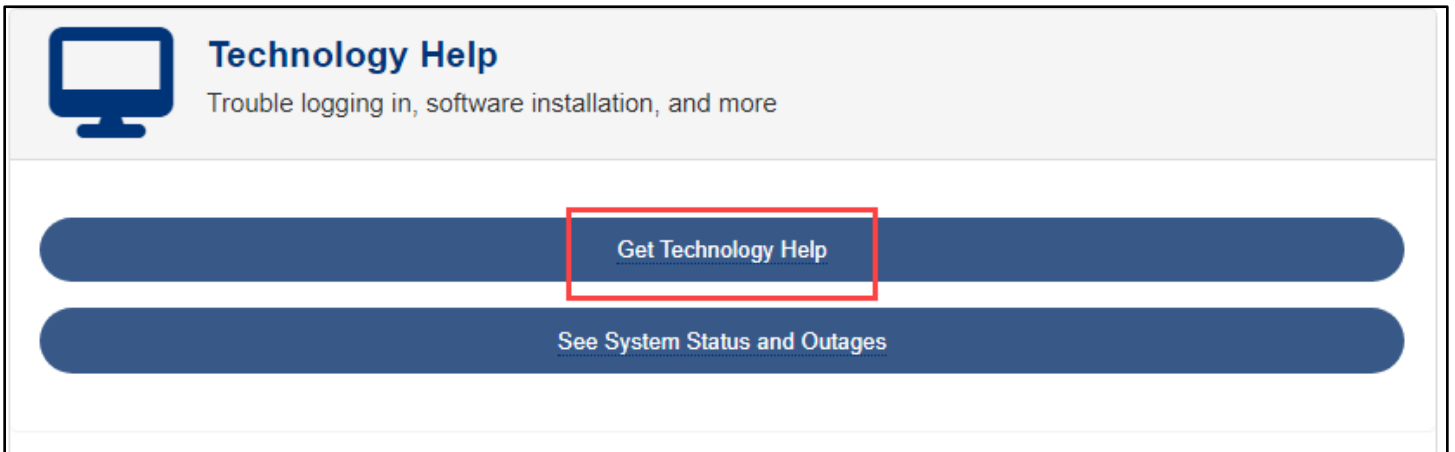 Technology Help
Trouble logging in, software installation, and more
Get Technology Help
See System Status and Outages